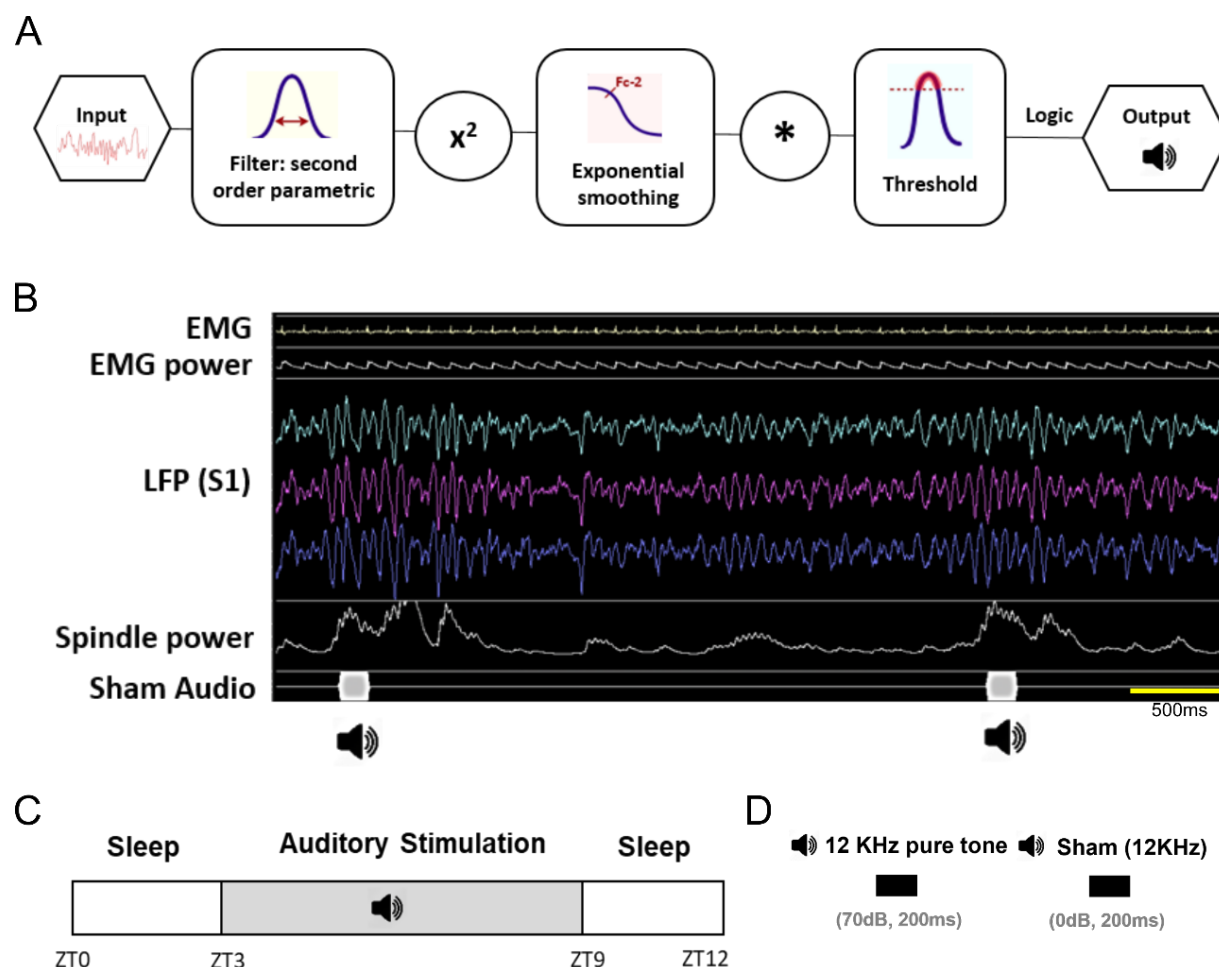 A
Input
Filter: second
order parametric
x²
Fc-2
Exponential
smoothing
*
Threshold
Logic
Output
B
EMG
EMG power
LFP (S1)
Spindle power
Sham Audio
500ms
C
Sleep
Auditory Stimulation
Sleep
ZT0
ZT3
ZT9
ZT12
D
12 KHz pure tone
Sham (12KHz)
(70dB, 200ms)
(0dB, 200ms)